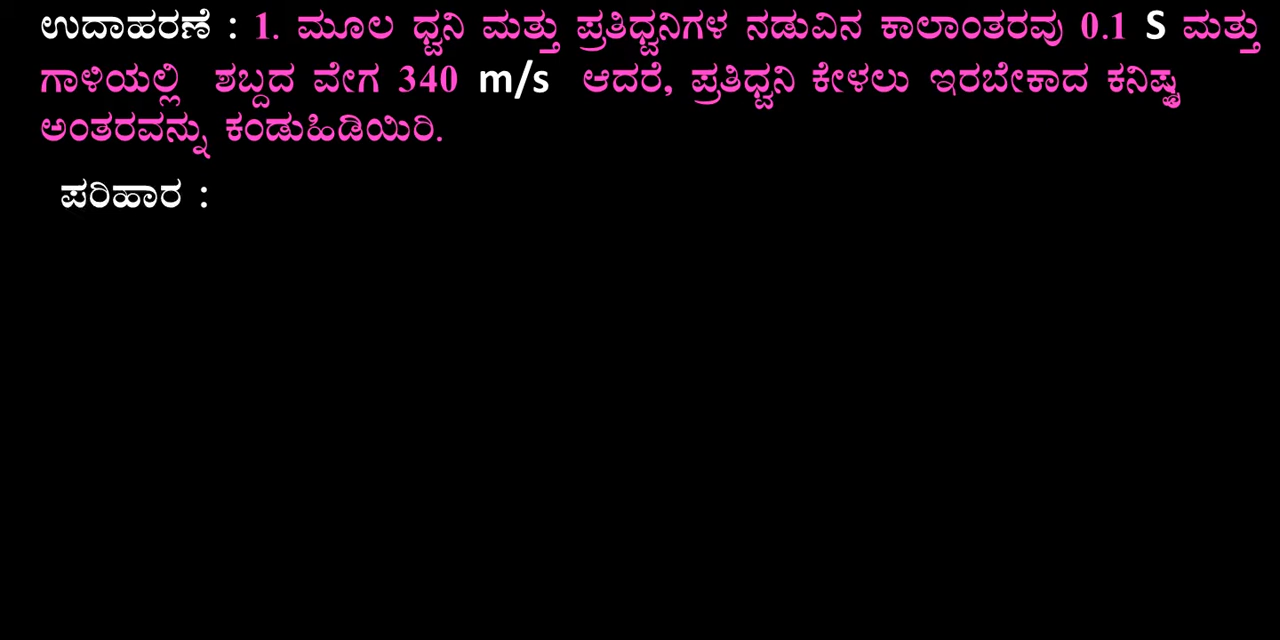 ಉದಾಹರಣೆ : 1. ಮೂಲ ಧ್ವನಿ ಮತ್ತು ಪ್ರತಿಧ್ವನಿಗಳ ನಡುವಿನ ಕಾಲಾಂತರವು 0.1 S ಮತ್ತು
ಗಾಳಿಯಲ್ಲಿ ಶಬ್ದದ ವೇಗ 340 m/s ಆದರೆ, ಪ್ರತಿಧ್ವನಿ ಕೇಳಲು ಇರಬೇಕಾದ ಕನಿಷ್ಠ
ಅಂತರವನ್ನು ಕಂಡುಹಿಡಿಯಿರಿ.
ಪರಿಹಾರ :